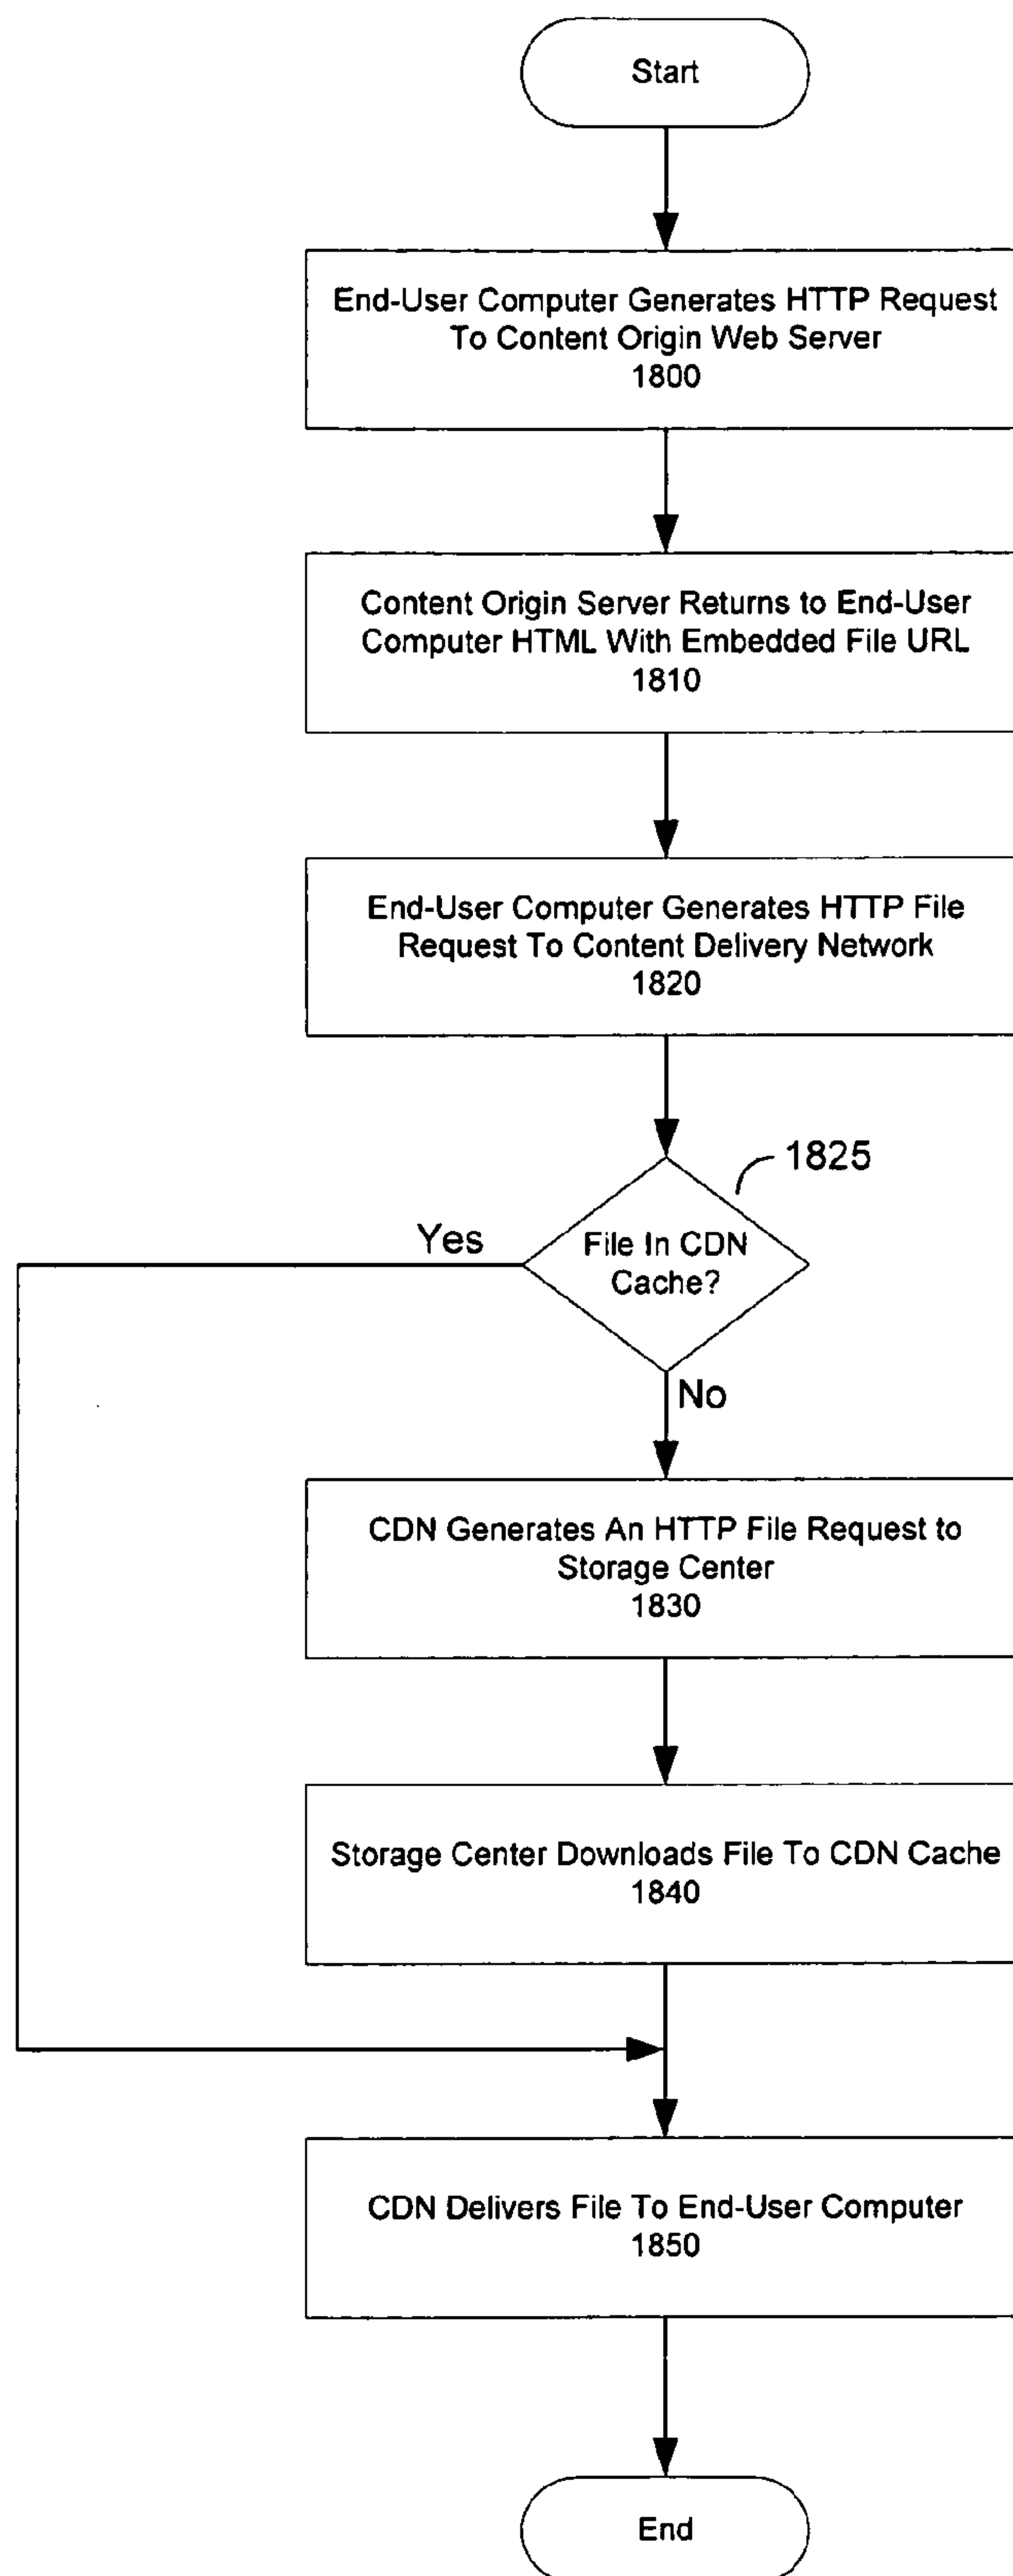 Start
End-User Computer Generates HTTP Request
To Content Origin Web Server
1800
Content Origin Server Returns to End-User
Computer HTML With Embedded File URL
1810
End-User Computer Generates HTTP File
Request To Content Delivery Network
1820
1825
File In CDN
Cache?
Yes
No
CDN Generates An HTTP File Request to
Storage Center
1830
Storage Center Downloads File To CDN Cache
1840
CDN Delivers File To End-User Computer
1850
End